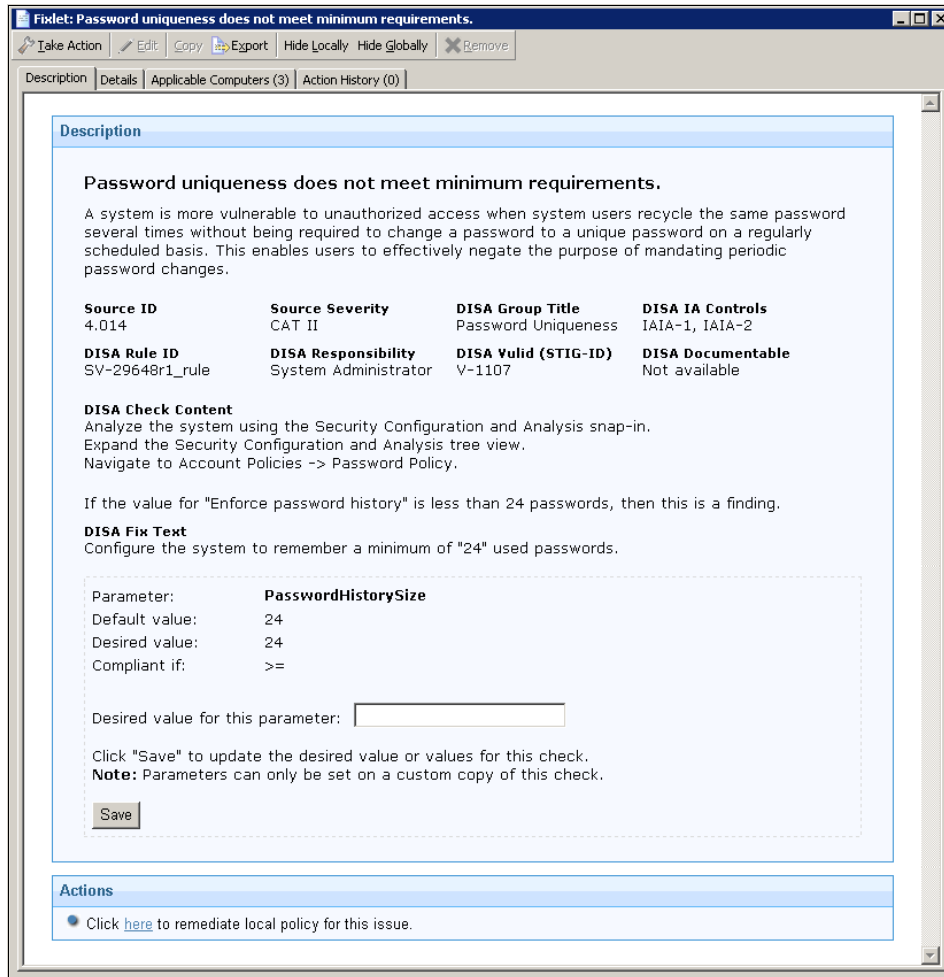 Fixlet: Password uniqueness does not meet minimum requirements.
Take Action Edit Copy Export Hide Locally Hide Globally Remove
Description Details Applicable Computers (3) Action History (0)
Description
Password uniqueness does not meet minimum requirements.
A system is more vulnerable to unauthorized access when system users recycle the same password
several times without being required to change a password to a unique password on a regularly
scheduled basis. This enables users to effectively negate the purpose of mandating periodic
password changes.
Source ID Source Severity DISA Group Title DISA IA Controls
4.014 CAT II Password Uniqueness IAIA-1, IAIA-2
DISA Rule ID DISA Responsibility DISA Vulid (STIG-ID) DISA Documentable
SV-29648r1_rule System Administrator V-1107 Not available
DISA Check Content
Analyze the system using the Security Configuration and Analysis snap-in.
Expand the Security Configuration and Analysis tree view.
Navigate to Account Policies -> Password Policy.
If the value for "Enforce password history" is less than 24 passwords, then this is a finding.
DISA Fix Text
Configure the system to remember a minimum of "24" used passwords.
Parameter: PasswordHistorySize
Default value: 24
Desired value: 24
Compliant if: >=
Desired value for this parameter:
Click "Save" to update the desired value or values for this check.
Note: Parameters can only be set on a custom copy of this check.
Save
Actions
Click here to remediate local policy for this issue.